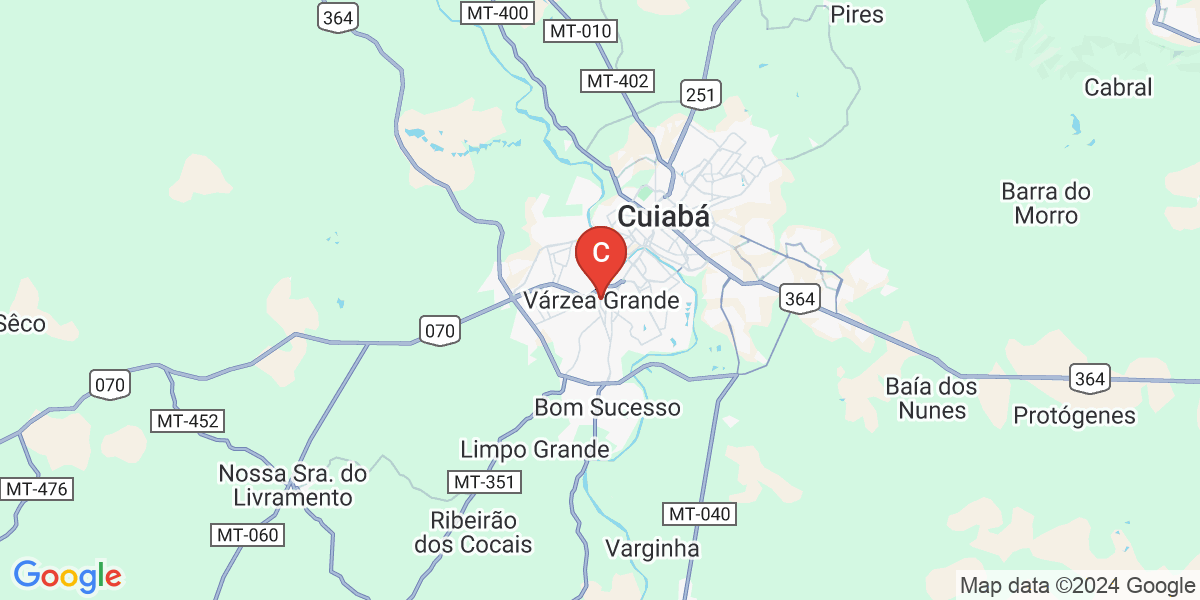 364
MT-400
Pires
MT-010
MT-402
251
Cabral
Barra do
Morro
Cuiabá
C
Várzea Grande
364
Sêco
070
070
364
Baía dos
Nunes
Protógenes
Bom Sucesso
MT-452
Limpo Grande
Nossa Sra. do
Livramento
MT-351
MT-476
MT-040
Ribeirão
dos Cocais
MT-060
Varginha
Google
Map data ©2024 Google